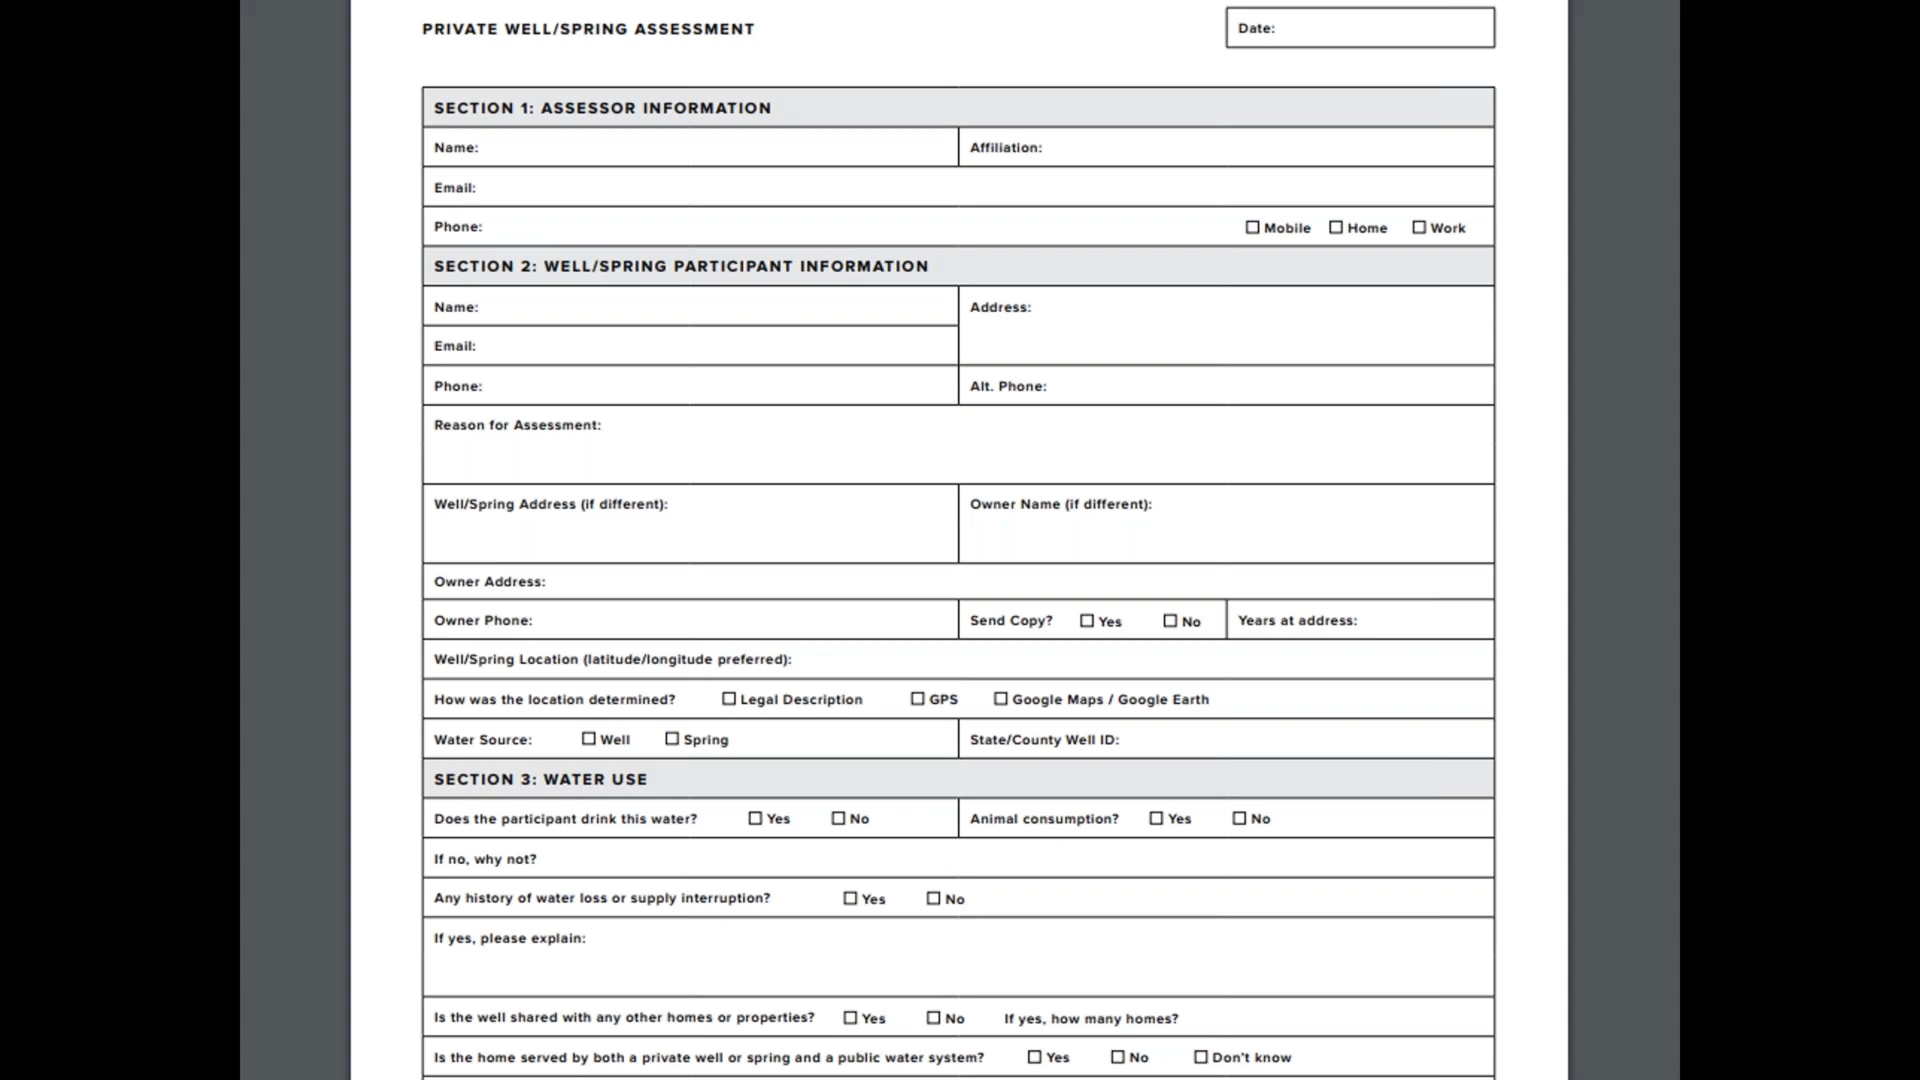 PRIVATE WELL/SPRING ASSESSMENT Date:
SECTION 1: ASSESSOR INFORMATION
Name: Affiliation:
Email:
Phone: Mobile Home Work
SECTION 2: WELL/SPRING PARTICIPANT INFORMATION
Name: Address:
Email:
Phone: Alt. Phone:
Reason for Assessment:
Well/Spring Address (if different): Owner Name (if different):
Owner Address:
Owner Phone: Send Copy? Yes No Years at address:
Well/Spring Location (latitude/longitude preferred):
How was the location determined? Legal Description GPS Google Maps / Google Earth
Water Source: Well Spring State/County Well ID:
SECTION 3: WATER USE
Does the participant drink this water? Yes No Animal consumption? Yes No
If no, why not?
Any history of water loss or supply interruption? Yes No
If yes, please explain:
Is the well shared with any other homes or properties? Yes No If yes, how many homes?
Is the home served by both a private well or spring and a public water system? Yes No Don't know